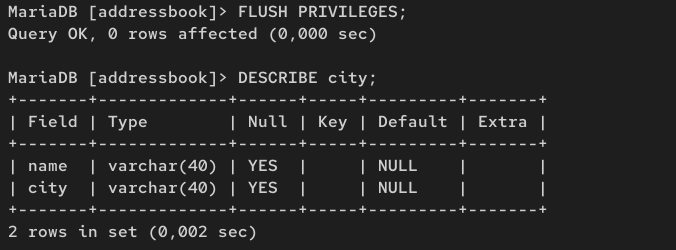 MariaDB [addressbook]> FLUSH PRIVILEGES;
Query OK, 0 rows affected (0,000 sec)
MariaDB [addressbook]> DESCRIBE city;
+-------+-------------+------+-----+---------+-------+
| Field | Type        | Null | Key | Default | Extra |
+-------+-------------+------+-----+---------+-------+
| name  | varchar(40) | YES  |     | NULL    |       |
| city  | varchar(40) | YES  |     | NULL    |       |
+-------+-------------+------+-----+---------+-------+
2 rows in set (0,002 sec)